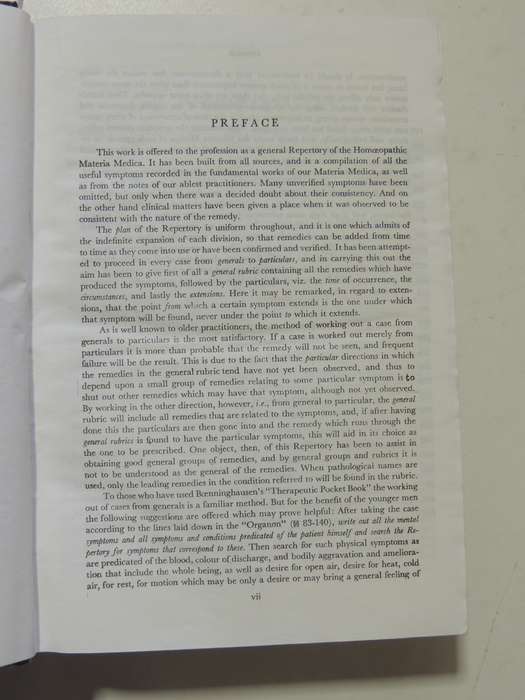 PREFACE
This work is offered to the profession as a general Repertory of the Homœopathic
Materia Medica. It has been built from all sources, and is a compilation of all the
useful symptoms recorded in the fundamental works of our Materia Medica, as well
as from the notes of our ablest practitioners. Many unverified symptoms have been
omitted, but only when there was a decided doubt about their consistency. And on
the other hand clinical matters have been given a place when it was observed to be
consistent with the nature of the remedy.
The plan of the Repertory is uniform throughout, and it is one which admits of
the indefinite expansion of each division, so that remedies can be added from time
to time as they come into use or have been confirmed and verified. It has been attempt-
ed to proceed in every case from generals to particulars, and in carrying this out the
aim has been to give first of all a general rubric containing all the remedies which have
produced the symptoms, followed by the particulars, viz. the time of occurrence, the
circumstances, and lastly the extensions. Here it may be remarked, in regard to exten-
sions, that the point from which a certain symptom extends is the one under which
that symptom will be found, never under the point to which it extends.
As is well known to older practitioners, the method of working out a case from
generals to particulars is the most satisfactory. If a case is worked out merely from
particulars it is more than probable that the remedy will not be seen, and frequent
failure will be the result. This is due to the fact that the particular directions in which
the remedies in the general rubric tend have not yet been observed, and thus to
depend upon a small group of remedies relating to some particular symptom is to
shut out other remedies which may have that symptom, although not yet observed.
By working in the other direction, however, i.e., from general to particular, the general
rubric will include all remedies that are related to the symptoms, and, if after having
done this the particulars are then gone into and the remedy which runs through the
general rubrics is found to have the particular symptoms, this will aid in its choice as
the one to be prescribed. One object, then, of this Repertory has been to assist in
obtaining good general groups of remedies, and by general groups and rubrics it is
not to be understood as the general of the remedies. When pathological names are
used, only the leading remedies in the condition referred to will be found in the rubric.
To those who have used Bœnninghausen's "Therapeutic Pocket Book" the working
out of cases from generals is a familiar method. But for the benefit of the younger men
the following suggestions are offered which may prove helpful: After taking the case
according to the lines laid down in the "Organon" (§§ 83-140), write out all the mental
symptoms and all symptoms and conditions predicated of the patient himself and search the Re-
pertory for symptoms that correspond to these. Then search for such physical symptoms as
are predicated of the blood, colour of discharge, and bodily aggravation and ameliora-
tion that include the whole being, as well as desire for open air, desire for heat, cold
air, for rest, for motion which may be only a desire or may bring a general feeling of
vii